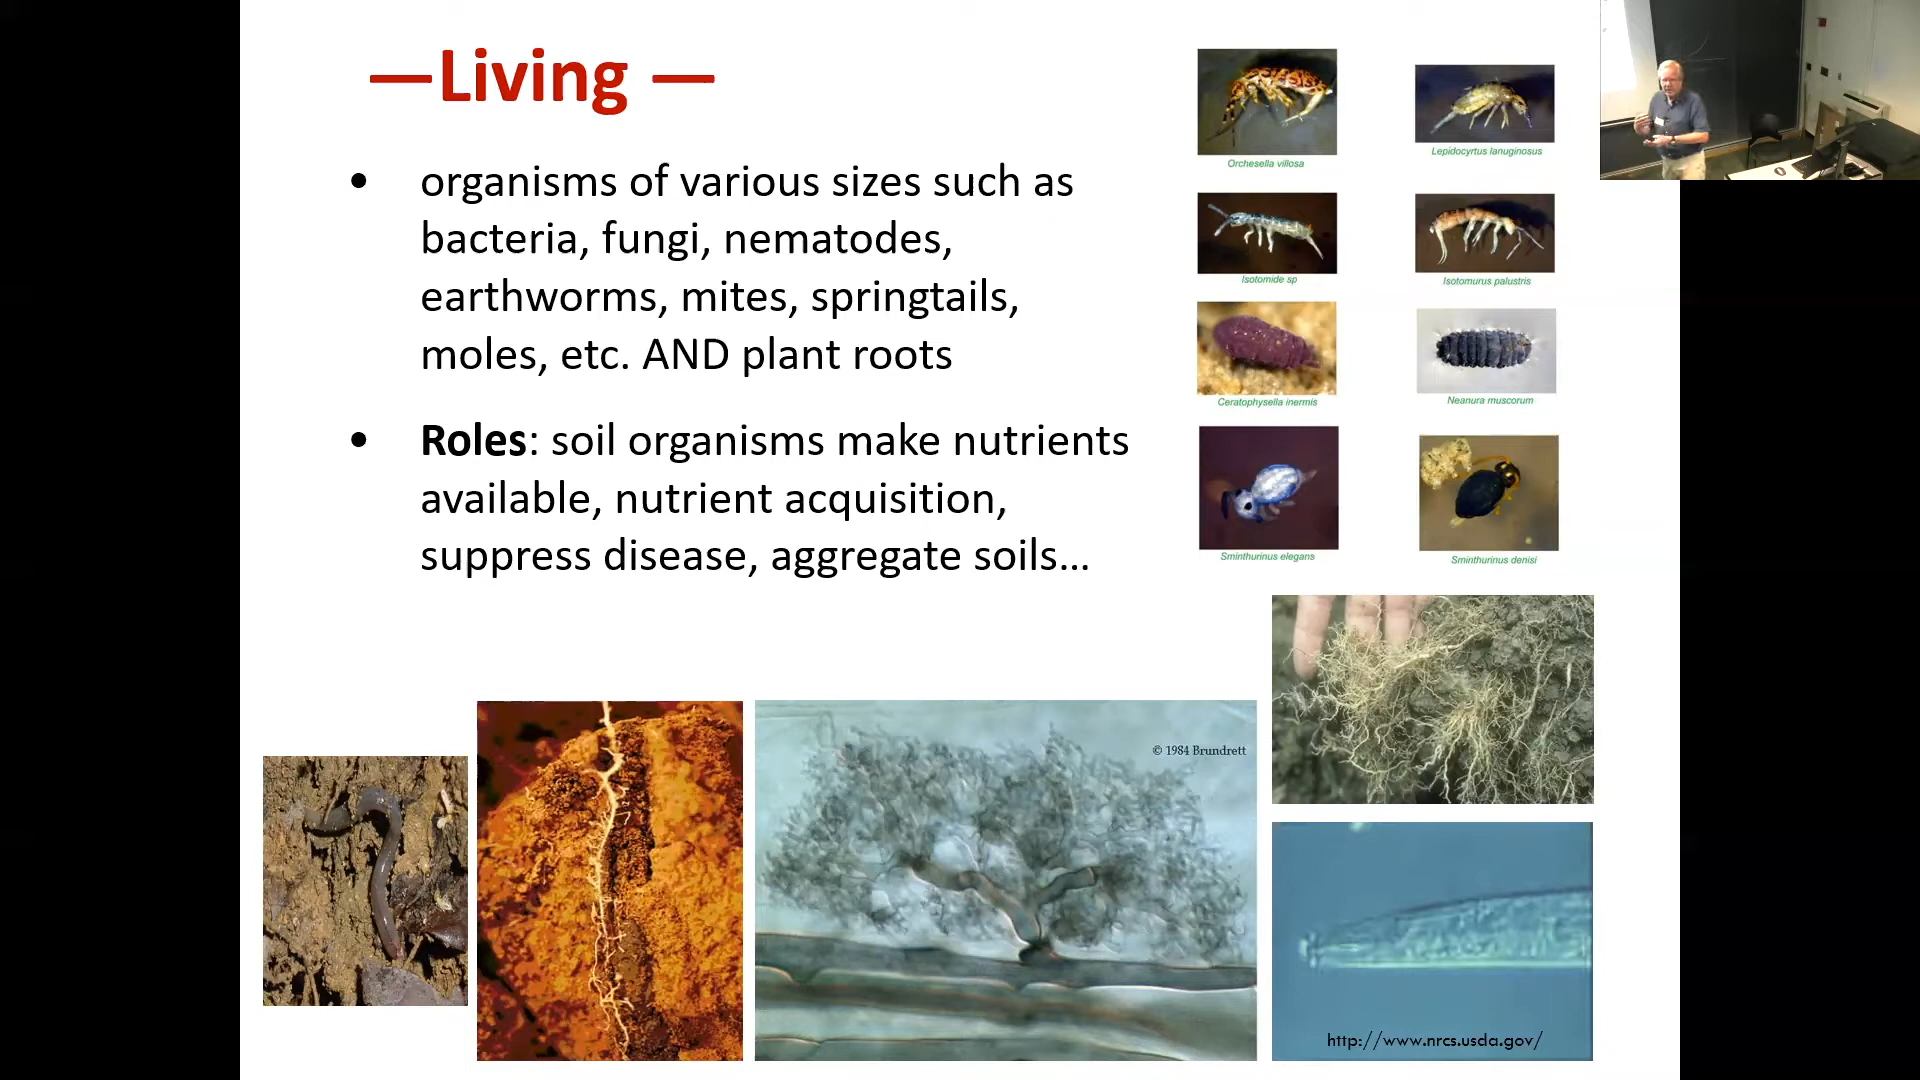 —Living —
• organisms of various sizes such as
bacteria, fungi, nematodes,
earthworms, mites, springtails,
moles, etc. AND plant roots
• Roles: soil organisms make nutrients
available, nutrient acquisition,
suppress disease, aggregate soils...
Orchesella villosa
Lepidocyrtus lanuginosus
Isotomide sp
Isotomurus palustris
Ceratophysella inermis
Neanura muscorum
Sminthurinus elegans
Sminthurinus denisi
© 1984 Brundrett
http://www.nrcs.usda.gov/